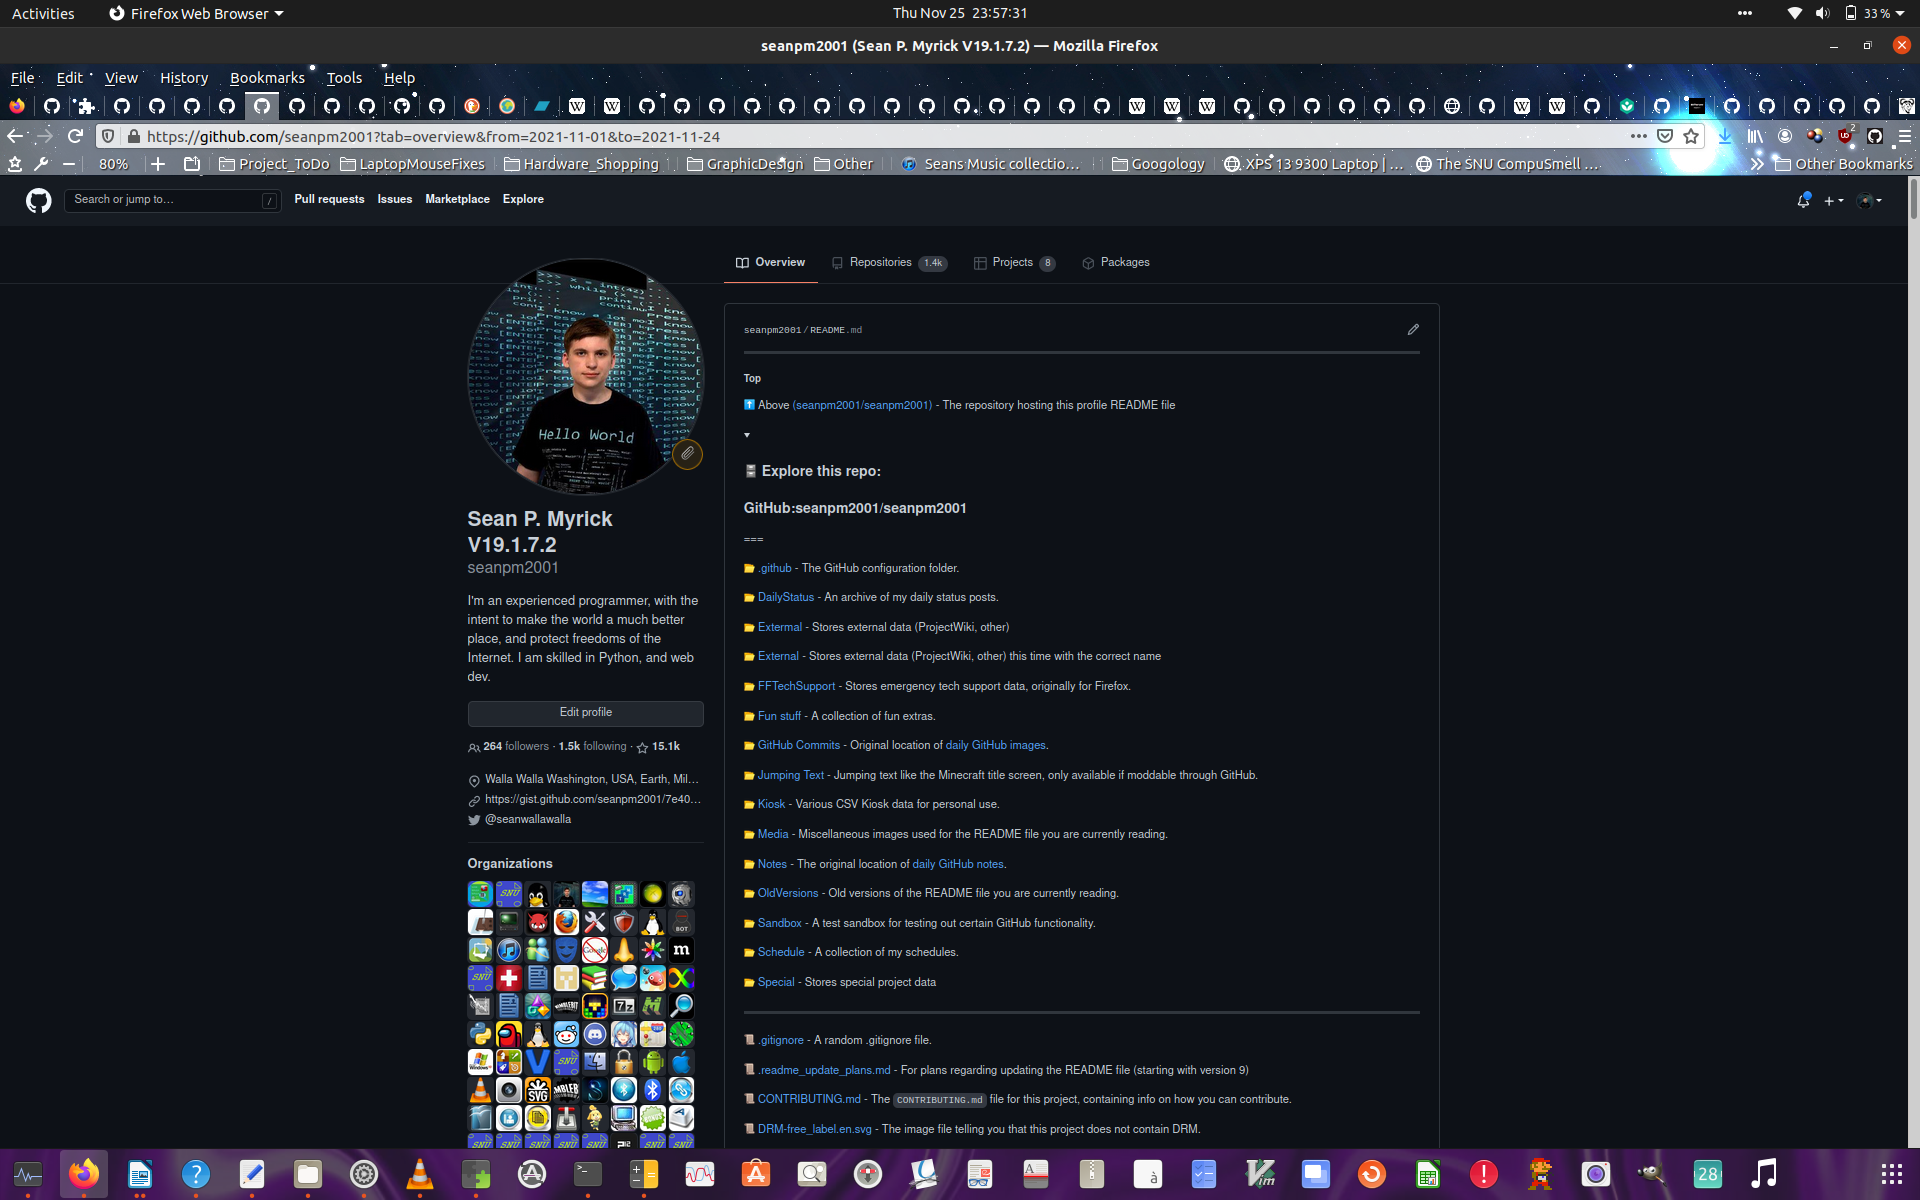 Activities
Firefox Web Browser
Thu Nov 25 23:57:31
33 %
seanpm2001 (Sean P. Myrick V19.1.7.2) — Mozilla Firefox
File Edit View History Bookmarks Tools Help
https://github.com/seanpm2001?tab=overview&from=2021-11-01&to=2021-11-24
2
80%
Project_ToDo
LaptopMouseFixes
Hardware_Shopping
GraphicDesign
Other
Seans Music collectio…
Googology
XPS 13 9300 Laptop | …
The SNU CompuSmell …
Other Bookmarks
Search or jump to… /
Pull requests Issues Marketplace Explore
Overview
Repositories 1.4k
Projects 8
Packages
Hello World
Sean P. Myrick
V19.1.7.2
seanpm2001
I'm an experienced programmer, with the
intent to make the world a much better
place, and protect freedoms of the
Internet. I am skilled in Python, and web
dev.
Edit profile
264 followers · 1.5k following · 15.1k
Walla Walla Washington, USA, Earth, Mil…
https://gist.github.com/seanpm2001/7e40…
@seanwallawalla
Organizations
seanpm2001/README.md
Top
Above (seanpm2001/seanpm2001) - The repository hosting this profile README file
Explore this repo:
GitHub:seanpm2001/seanpm2001
===
.github - The GitHub configuration folder.
DailyStatus - An archive of my daily status posts.
Extermal - Stores external data (ProjectWiki, other)
External - Stores external data (ProjectWiki, other) this time with the correct name
FFTechSupport - Stores emergency tech support data, originally for Firefox.
Fun stuff - A collection of fun extras.
GitHub Commits - Original location of daily GitHub images.
Jumping Text - Jumping text like the Minecraft title screen, only available if moddable through GitHub.
Kiosk - Various CSV Kiosk data for personal use.
Media - Miscellaneous images used for the README file you are currently reading.
Notes - The original location of daily GitHub notes.
OldVersions - Old versions of the README file you are currently reading.
Sandbox - A test sandbox for testing out certain GitHub functionality.
Schedule - A collection of my schedules.
Special - Stores special project data
.gitignore - A random .gitignore file.
.readme_update_plans.md - For plans regarding updating the README file (starting with version 9)
CONTRIBUTING.md - The CONTRIBUTING.md file for this project, containing info on how you can contribute.
DRM-free_label.en.svg - The image file telling you that this project does not contain DRM.
28